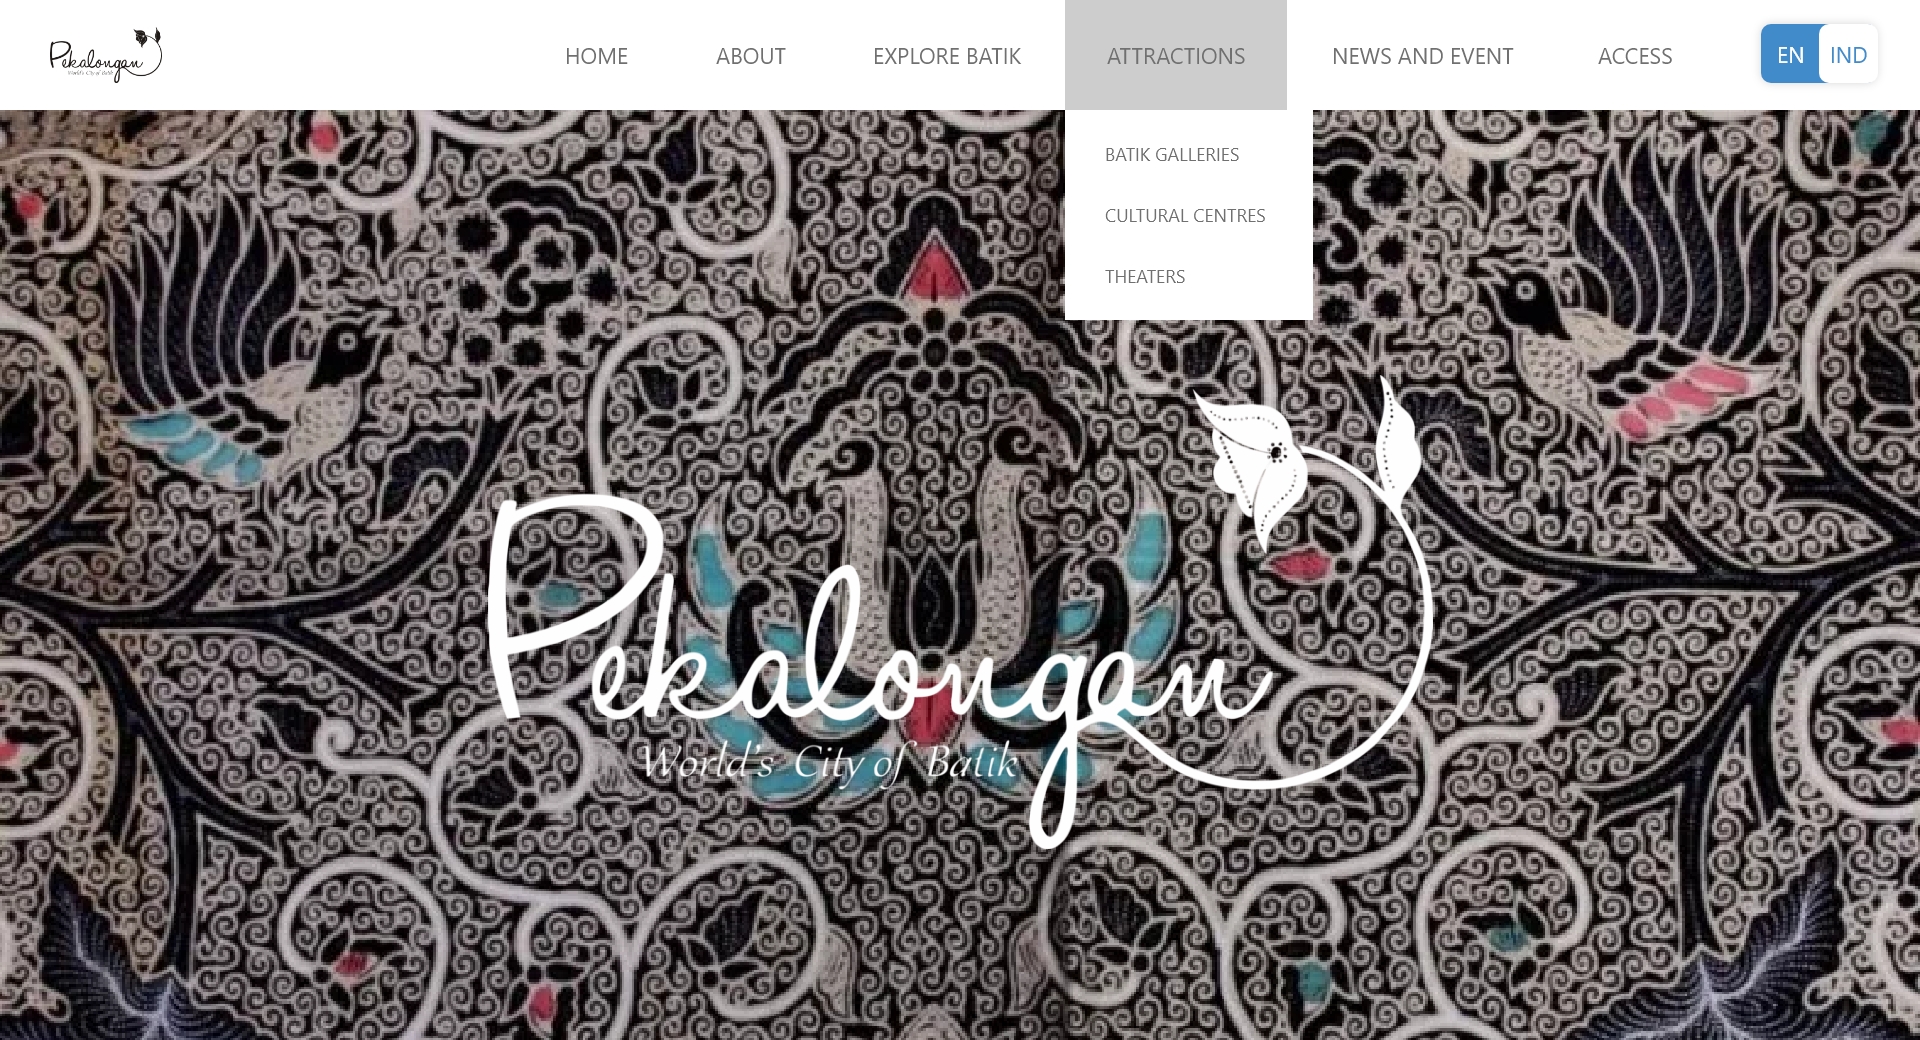 Pekalongan
World's City of Batik
HOME
ABOUT
EXPLORE BATIK
ATTRACTIONS
NEWS AND EVENT
ACCESS
EN
IND
BATIK GALLERIES
CULTURAL CENTRES
THEATERS
Pekalongan
World's City of Batik